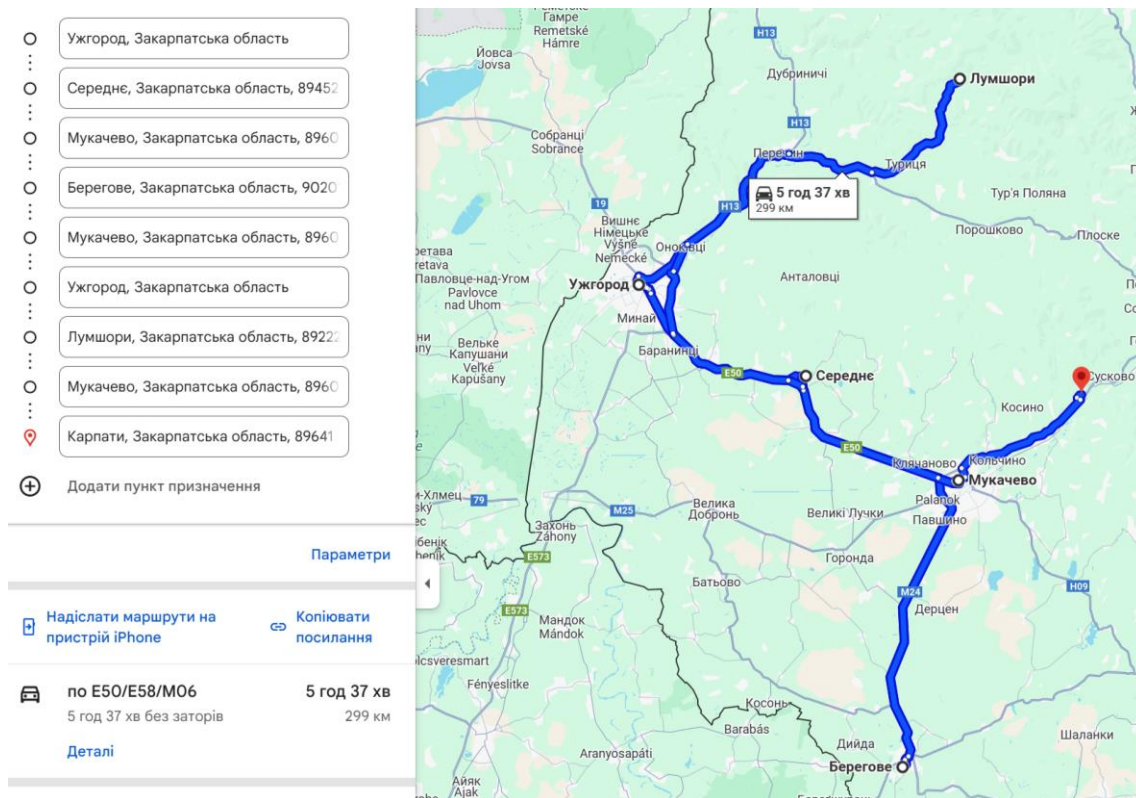 Ужгород, Закарпатська область
Середнє, Закарпатська область, 89452
Мукачево, Закарпатська область, 8960
Берегове, Закарпатська область, 9020
Мукачево, Закарпатська область, 8960
Ужгород, Закарпатська область
Лумшори, Закарпатська область, 89222
Мукачево, Закарпатська область, 8960
Карпати, Закарпатська область, 89641
Додати пункт призначення
Параметри
Надіслати маршрути на
пристрій iPhone
Копіювати
посилання
по E50/E58/M06
5 год 37 хв
5 год 37 хв без заторів
299 км
Деталі
Гамре
Remetské
Hámre
H13
Йовса
Jovsa
Дубриничі
Лумшори
H13
Собранці
Sobrance
Туриця
5 год 37 хв
299 км
Тур'я Поляна
19
H13
Вишнє
Німецьке
Vyšné
Nemecké
Порошково
Плоске
Павловце-над-Угом
Pavlovce
nad Uhom
Ужгород
Анталовці
Минай
Баранинці
Вельке
Капушани
Veľké
Kapušany
E50
Середнє
Сусково
Косино
E50
Клячаново
Кольчино
Мукачево
Palanok
Павшино
79
M25
Велика
Добронь
Великі Лучки
Захонь
Záhony
E573
Горонда
Батьово
M24
H09
E573
Мандок
Mándok
Дерцен
Fényeslitke
Косонь
Barabás
Дийда
Шаланки
Aranyosapáti
Берегове
Айяк
Ajak